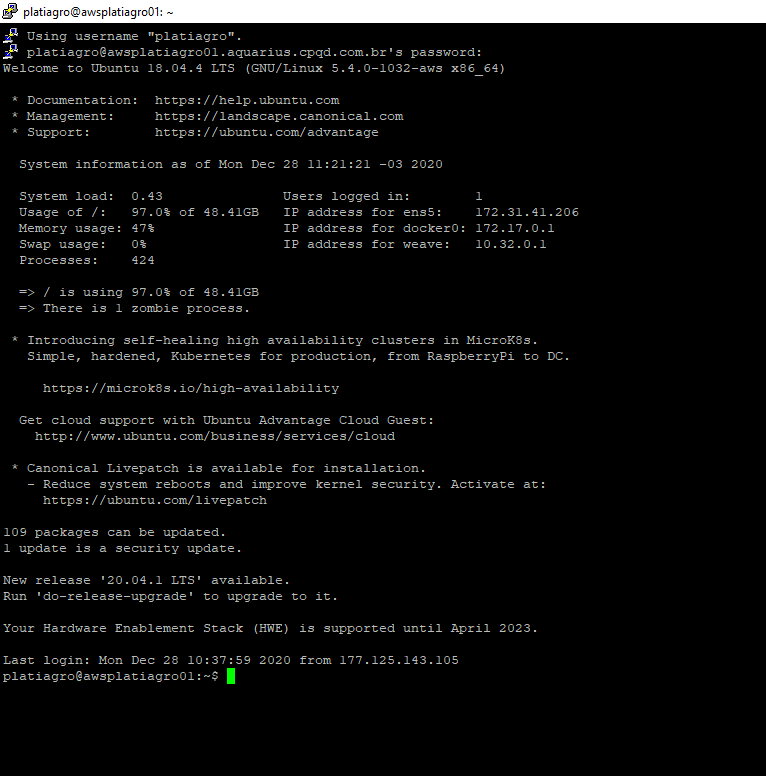 platiagro@awsplatiagro01: ~
Using username "platiagro".
platiagro@awsplatiagro01.aquarius.cpqd.com.br's password:
Welcome to Ubuntu 18.04.4 LTS (GNU/Linux 5.4.0-1032-aws x86_64)
* Documentation:  https://help.ubuntu.com
* Management:     https://landscape.canonical.com
* Support:        https://ubuntu.com/advantage
System information as of Mon Dec 28 11:21:21 -03 2020
System load:  0.43               Users logged in:        1
Usage of /:   97.0% of 48.41GB   IP address for ens5:    172.31.41.206
Memory usage: 47%                IP address for docker0: 172.17.0.1
Swap usage:   0%                 IP address for weave:   10.32.0.1
Processes:    424
=> / is using 97.0% of 48.41GB
=> There is 1 zombie process.
* Introducing self-healing high availability clusters in MicroK8s.
Simple, hardened, Kubernetes for production, from RaspberryPi to DC.
https://microk8s.io/high-availability
Get cloud support with Ubuntu Advantage Cloud Guest:
http://www.ubuntu.com/business/services/cloud
* Canonical Livepatch is available for installation.
- Reduce system reboots and improve kernel security. Activate at:
https://ubuntu.com/livepatch
109 packages can be updated.
1 update is a security update.
New release '20.04.1 LTS' available.
Run 'do-release-upgrade' to upgrade to it.
Your Hardware Enablement Stack (HWE) is supported until April 2023.
Last login: Mon Dec 28 10:37:59 2020 from 177.125.143.105
platiagro@awsplatiagro01:~$